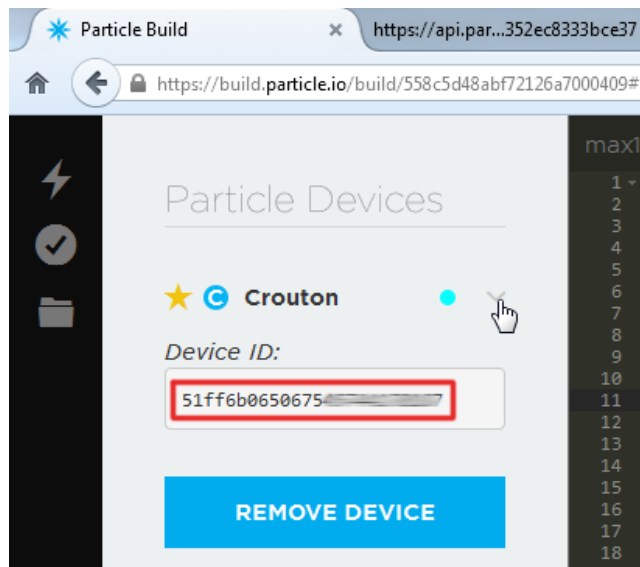 Particle Build
https://api.par...352ec8333bce37
https://build.particle.io/build/558c5d48abf72126a7000409#
max1
Particle Devices
C Crouton
Device ID:
51ff6b0650675
REMOVE DEVICE
1
2
3
4
5
6
7
8
9
10
11
12
13
14
15
16
17
18